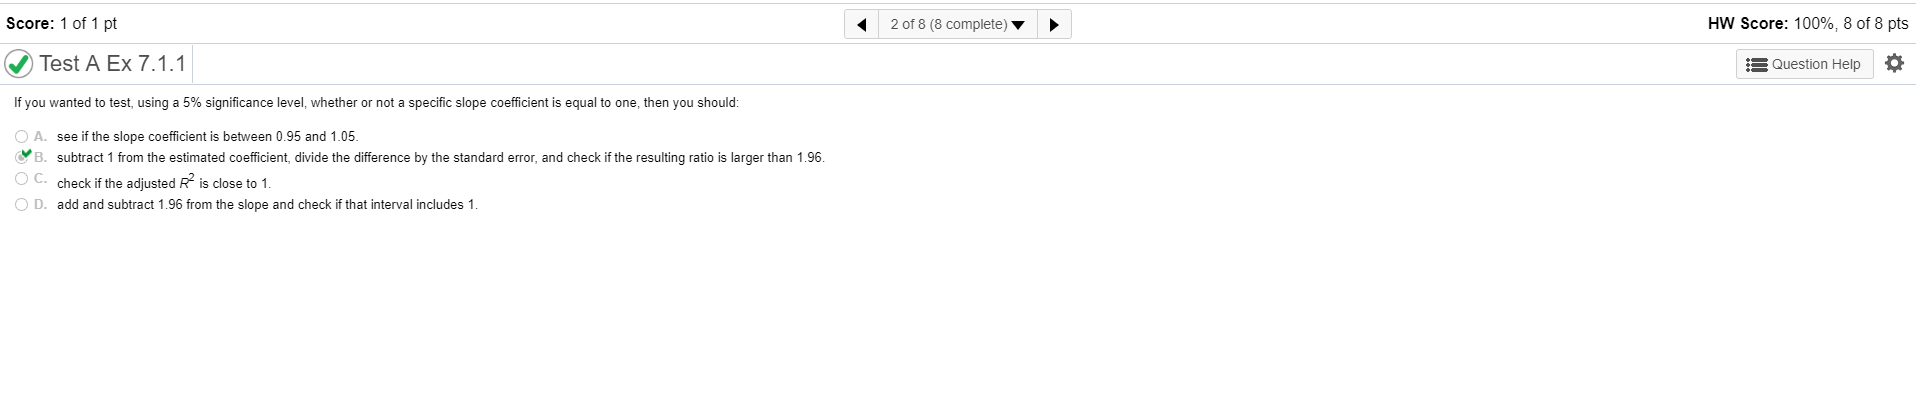 Score: 1 of 1 pt
2 of 8 (8 complete)
HW Score: 100%, 8 of 8 pts
Test A Ex 7.1.1
Question Help
If you wanted to test, using a 5% significance level, whether or not a specific slope coefficient is equal to one, then you should:
A. see if the slope coefficient is between 0.95 and 1.05.
B. subtract 1 from the estimated coefficient, divide the difference by the standard error, and check if the resulting ratio is larger than 1.96.
C. check if the adjusted R² is close to 1.
D. add and subtract 1.96 from the slope and check if that interval includes 1.